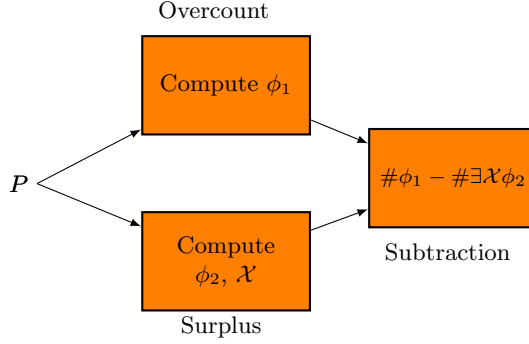 Overcount
Compute ϕ₁
P
#ϕ₁ − #∃𝒳ϕ₂
Subtraction
Compute
ϕ₂, 𝒳
Surplus